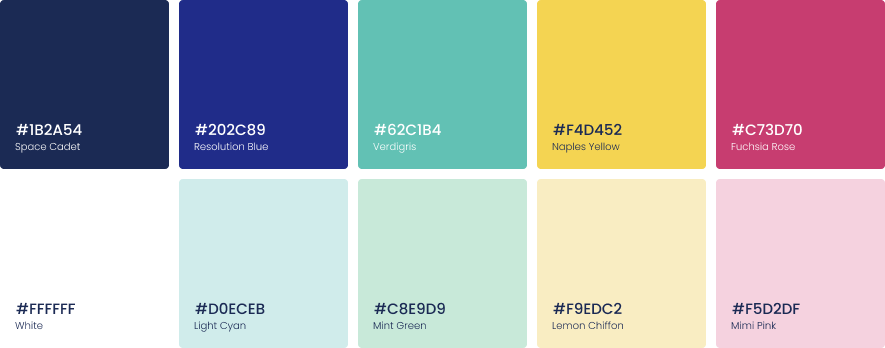 #1B2A54
Space Cadet
#202C89
Resolution Blue
#62C1B4
Verdigris
#F4D452
Naples Yellow
#C73D70
Fuchsia Rose
#FFFFFF
White
#D0ECEB
Light Cyan
#C8E9D9
Mint Green
#F9EDC2
Lemon Chiffon
#F5D2DF
Mimi Pink